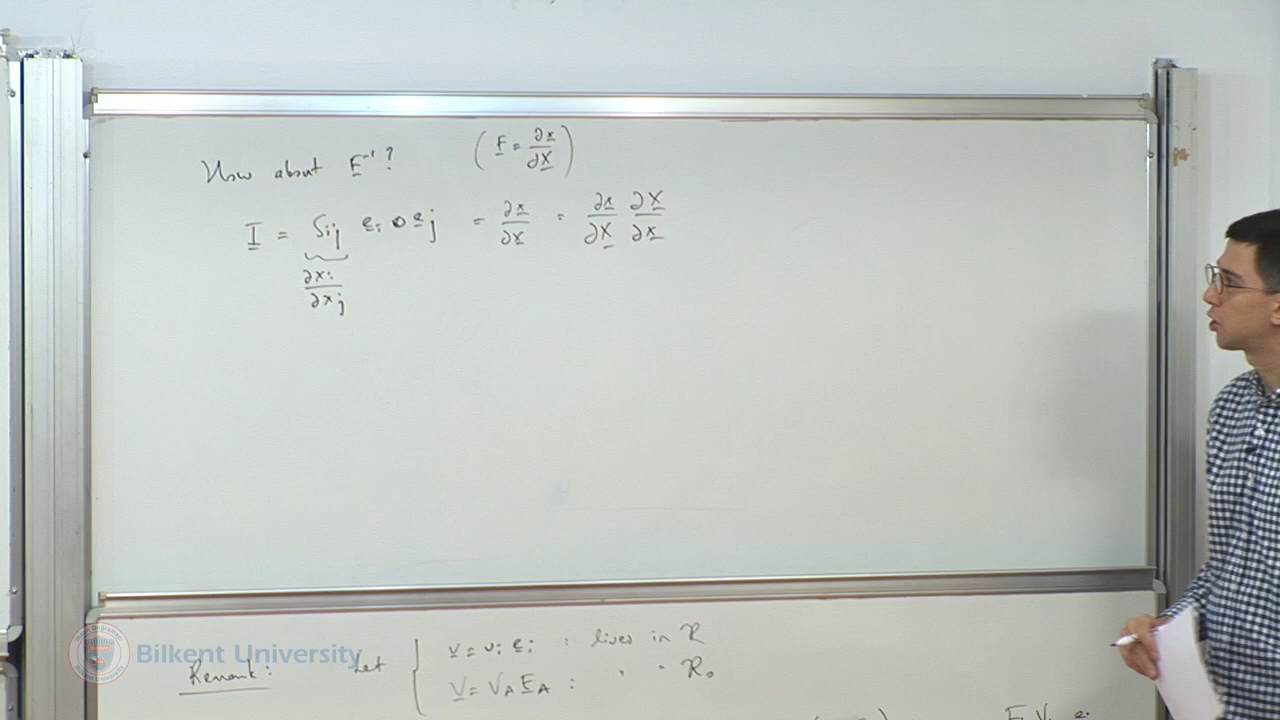 How about F⁻¹? ( F = ∂x/∂X )
I = δij ei ⊗ ej = ∂x/∂x = ∂x/∂X ∂X/∂x
∂xi/∂xj
Remark: Let { v = vi ei : lives in R
V = VA EA : " " R₀
Bilkent University